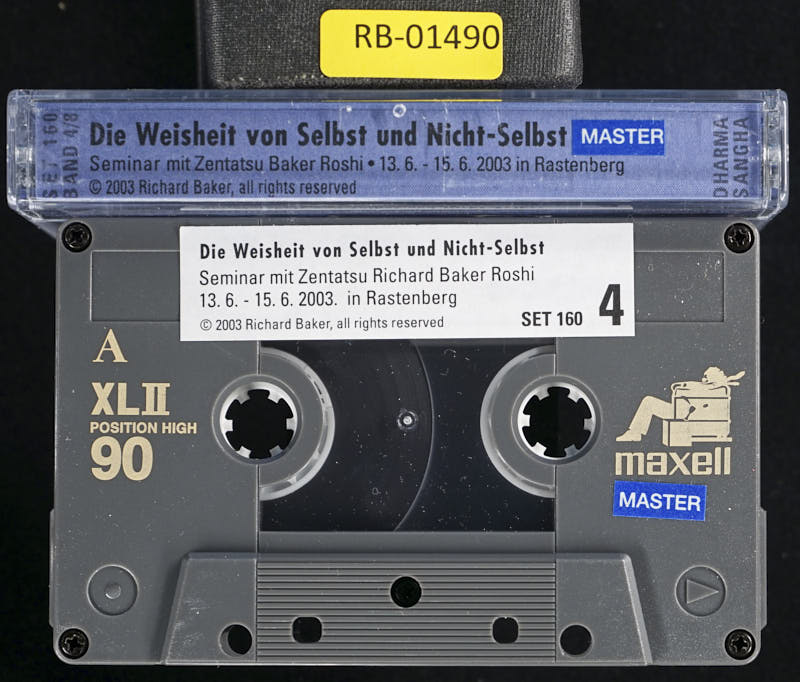 RB-01490
SET 160
BAND 4/8
Die Weisheit von Selbst und Nicht-Selbst MASTER
Seminar mit Zentatsu Baker Roshi • 13. 6. - 15. 6. 2003 in Rastenberg
© 2003 Richard Baker, all rights reserved
DHARMA
SANGHA
Die Weisheit von Selbst und Nicht-Selbst
Seminar mit Zentatsu Richard Baker Roshi
13. 6. - 15. 6. 2003. in Rastenberg
© 2003 Richard Baker, all rights reserved
SET 160 4
A
XLII
POSITION HIGH
90
maxell
MASTER